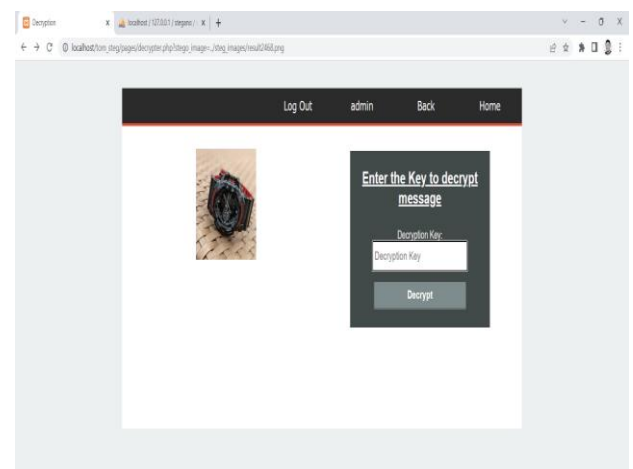 Decryption
localhost / 127.0.0.1 / stegano /
localhost/tom_steg/pages/decrypter.php?stego_image=../steg_images/result2468.png
Log Out admin Back Home
Enter the Key to decrypt
message
Decryption Key:
Decryption Key
Decrypt